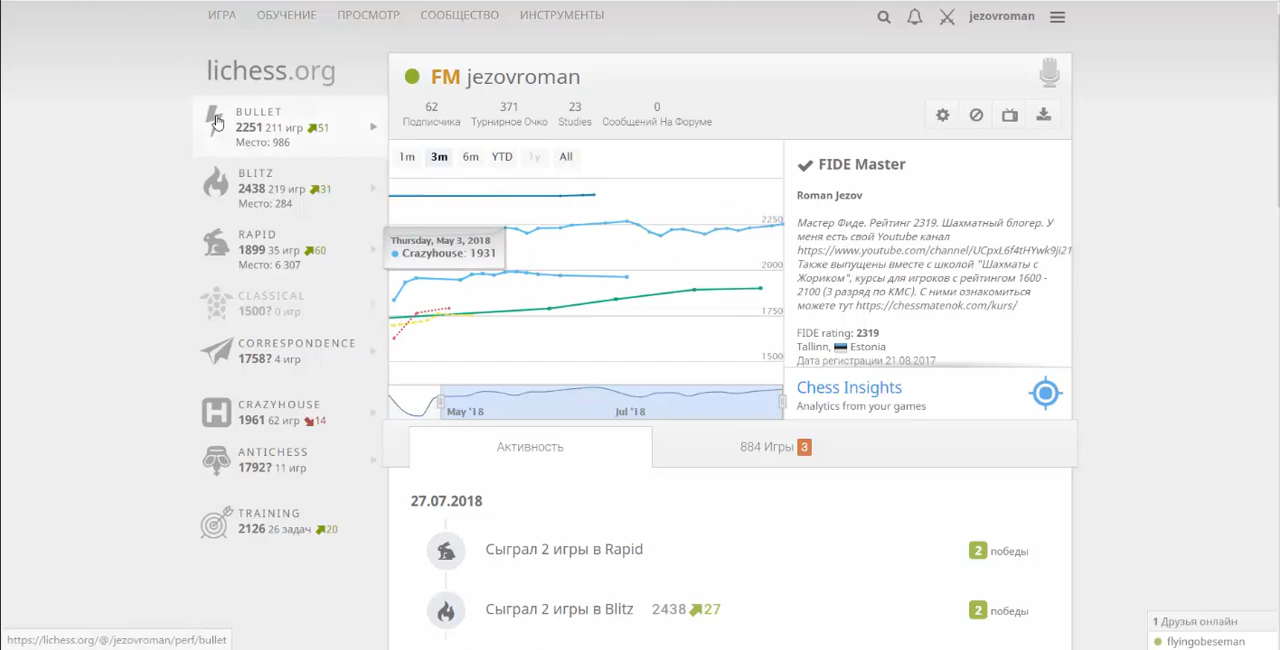 ИГРА ОБУЧЕНИЕ ПРОСМОТР СООБЩЕСТВО ИНСТРУМЕНТЫ jezovroman
lichess.org
BULLET
2251 211 игр 51
Место: 986
BLITZ
2438 219 игр 31
Место: 284
RAPID
1899 35 игр 60
Место: 6 307
CLASSICAL
1500? 0 игр
CORRESPONDENCE
1758? 4 игр
CRAZYHOUSE
1961 62 игр 14
ANTICHESS
1792? 11 игр
TRAINING
2126 26 задач 20
FM jezovroman
62 371 23 0
Подписчика Турнирное Очко Studies Сообщений На Форуме
1m 3m 6m YTD 1y All
2250
Thursday, May 3, 2018
Crazyhouse: 1931
2000
1750
1500
May '18 Jul '18
FIDE Master
Roman Jezov
Мастер Фиде. Рейтинг 2319. Шахматный блогер. У
меня есть свой Youtube канал
https://www.youtube.com/channel/UCpxL6f4tHYwk9ji21
Также выпущены вместе с школой "Шахматы с
Жориком", курсы для игроков с рейтингом 1600 -
2100 (3 разряд по КМС). С ними ознакомиться
можете тут https://chessmatenok.com/kurs/
FIDE rating: 2319
Tallinn, Estonia
Дата регистрации 21.08.2017
Chess Insights
Analytics from your games
Активность 884 Игры 3
27.07.2018
Сыграл 2 игры в Rapid 2 победы
Сыграл 2 игры в Blitz 2438 27 2 победы
https://lichess.org/@/jezovroman/perf/bullet
1 Друзья онлайн
flyingobeseman